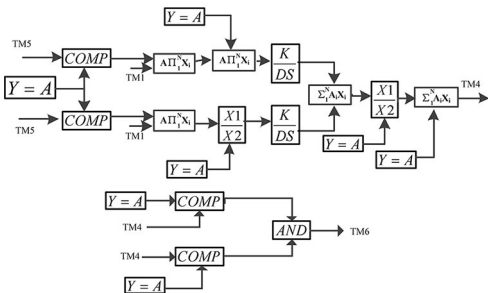 Y = A
TM5
COMP
TM1
AΠ₁ᴺXᵢ
AΠ₁ᴺXᵢ
K
DS
Y = A
Σ₁ᴺAᵢXᵢ
X1
X2
Σ₁ᴺAᵢXᵢ
TM4
TM5
COMP
TM1
AΠ₁ᴺXᵢ
X1
X2
K
DS
Y = A
Y = A
Y = A
Y = A
COMP
TM4
AND
TM6
TM4
COMP
Y = A